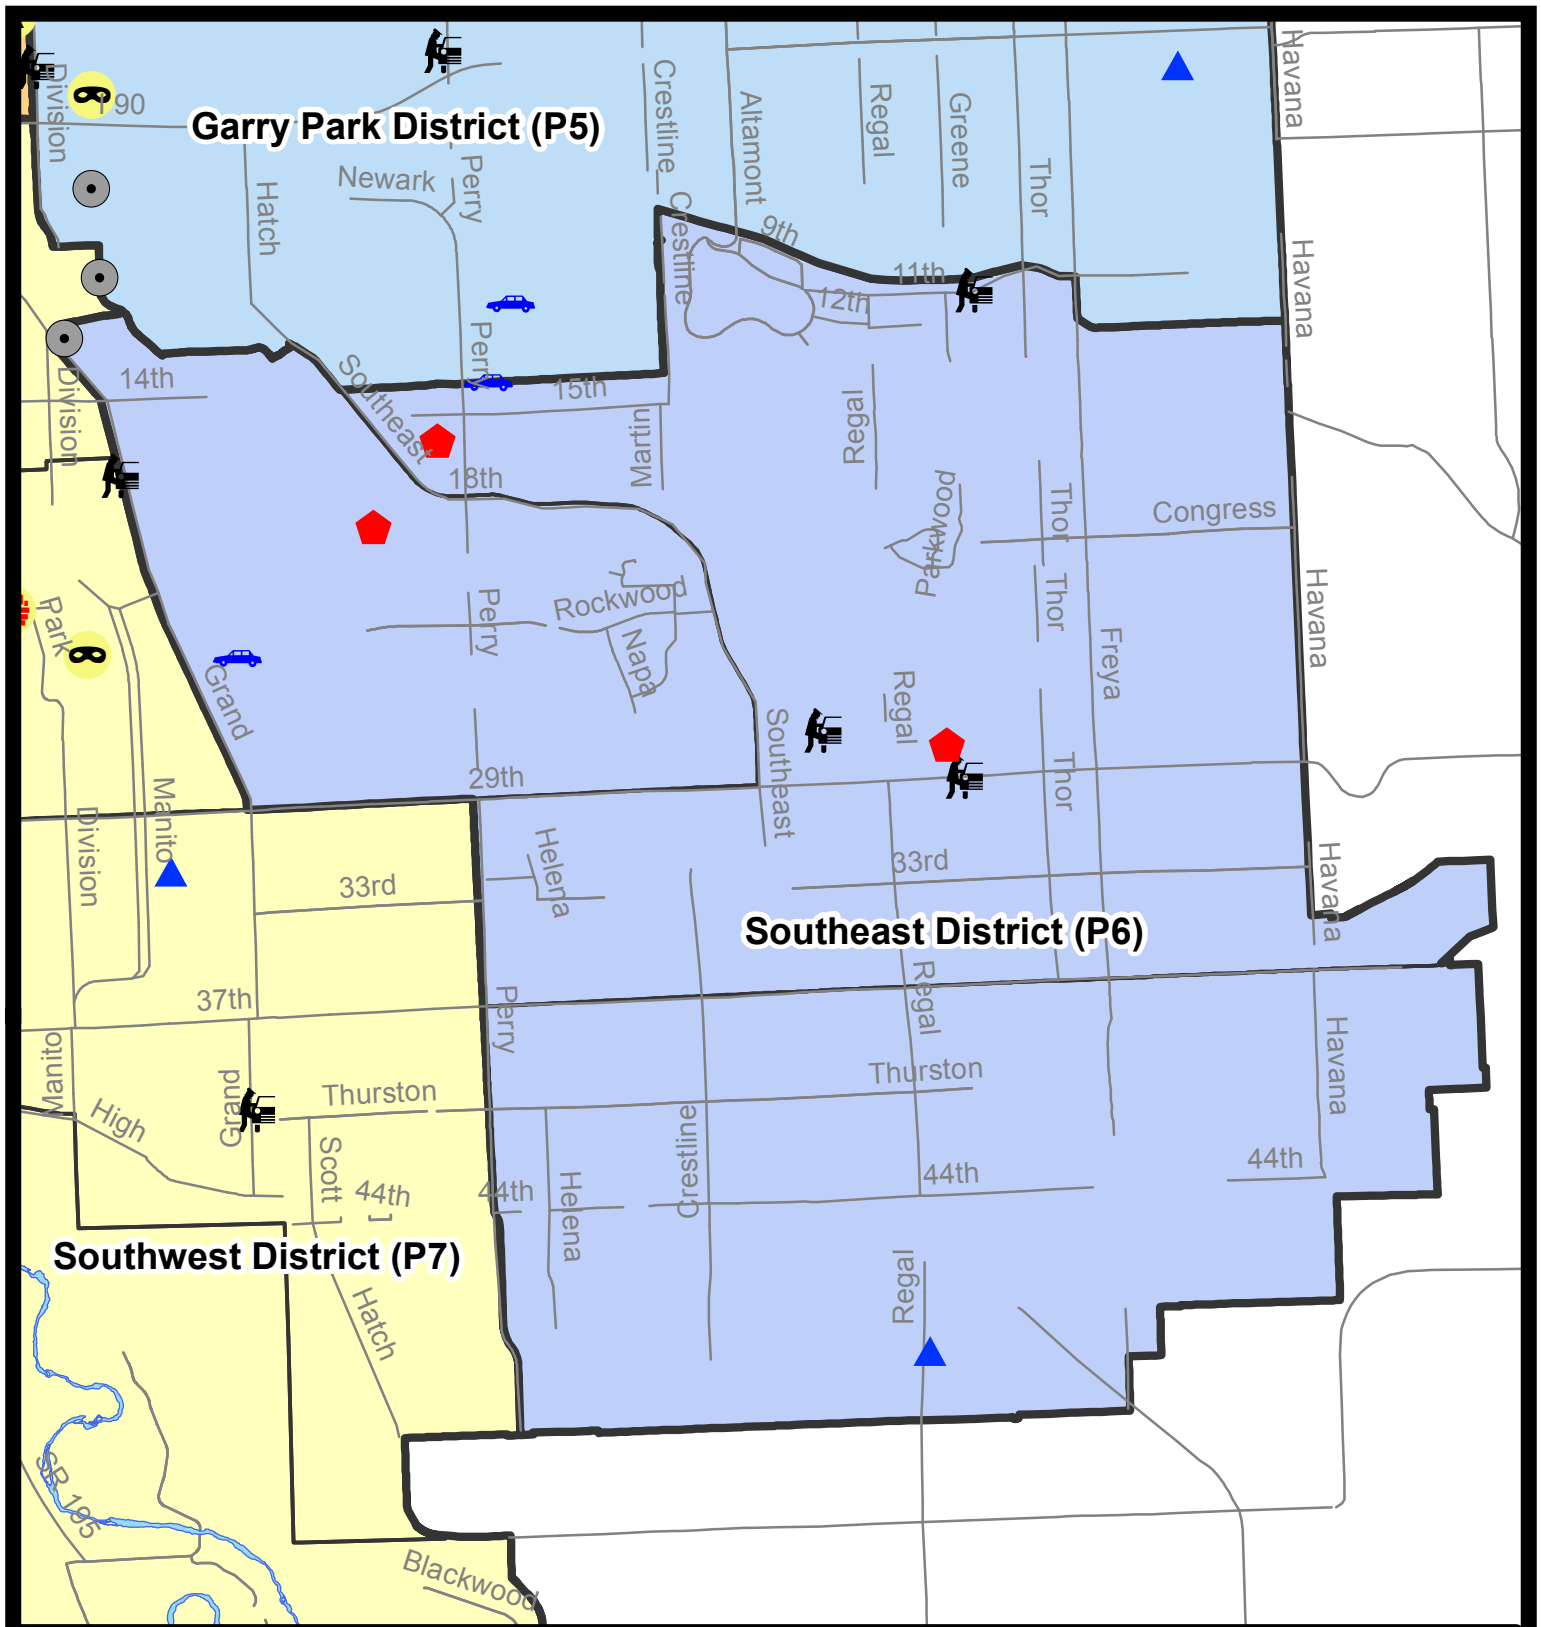 Havana
Division
I 90
Garry Park District (P5)
Crestline
Altamont
Regal
Greene
Thor
Newark
Perry
Hatch
Crestline
9th
11th
12th
Havana
Perry
Southeast
14th
Division
15th
Martin
Regal
18th
Parkwood
Thor
Congress
Havana
Rockwood
Perry
Napa
Thor
Freya
Park
Grand
Regal
Southeast
29th
Thor
Manito
Division
Helena
33rd
33rd
Havana
Southeast District (P6)
37th
Perry
Regal
Havana
Manito
Grand
High
Thurston
Thurston
Scott
44th
44th
Helena
Crestline
44th
44th
Southwest District (P7)
Hatch
Regal
SR 195
Blackwood